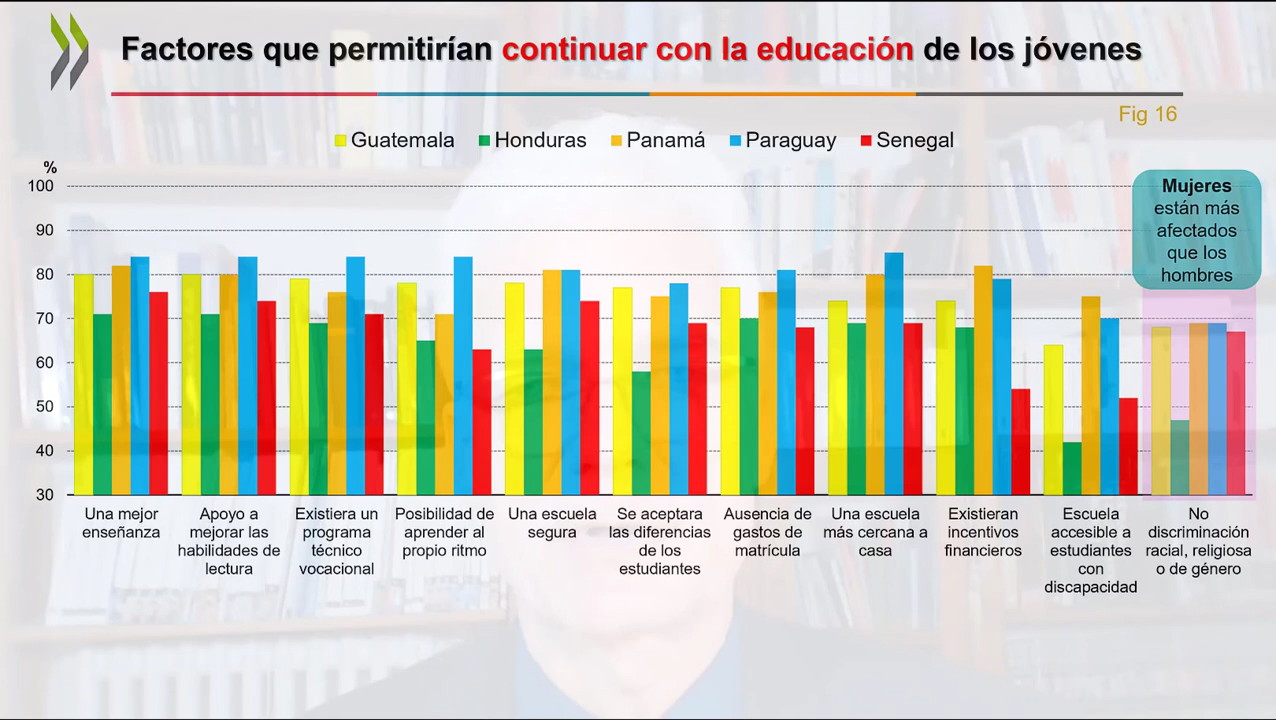 Factores que permitirían continuar con la educación de los jóvenes
Fig 16
Guatemala Honduras Panamá Paraguay Senegal
%
100
90
80
70
60
50
40
30
Mujeres
están más
afectados
que los
hombres
Una mejor
enseñanza
Apoyo a
mejorar las
habilidades de
lectura
Existiera un
programa
técnico
vocacional
Posibilidad de
aprender al
propio ritmo
Una escuela
segura
Se aceptara
las diferencias
de los
estudiantes
Ausencia de
gastos de
matrícula
Una escuela
más cercana a
casa
Existieran
incentivos
financieros
Escuela
accesible a
estudiantes
con
discapacidad
No
discriminación
racial, religiosa
o de género